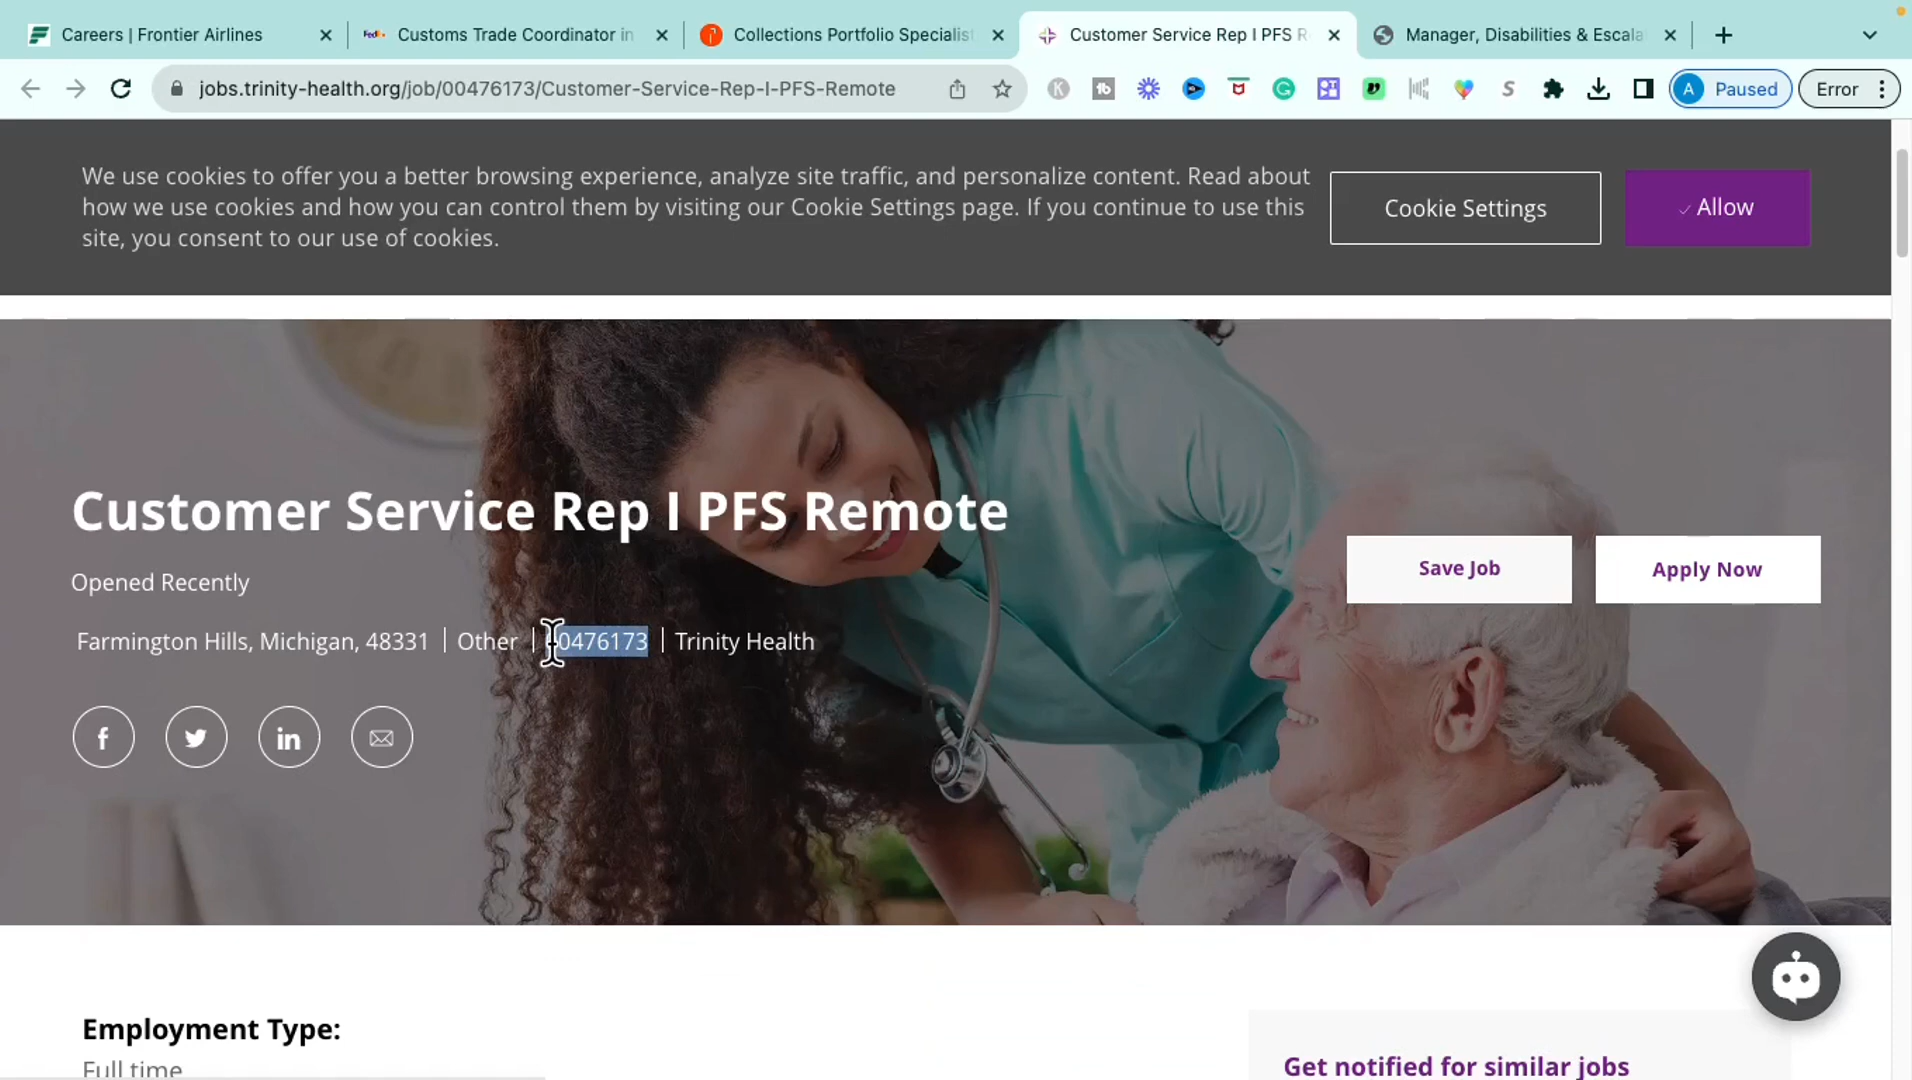 Careers | Frontier Airlines
FedEx Customs Trade Coordinator in
Collections Portfolio Specialist
Customer Service Rep I PFS R
Manager, Disabilities & Escala
jobs.trinity-health.org/job/00476173/Customer-Service-Rep-I-PFS-Remote
K
S
A Paused
Error
We use cookies to offer you a better browsing experience, analyze site traffic, and personalize content. Read about
how we use cookies and how you can control them by visiting our Cookie Settings page. If you continue to use this
site, you consent to our use of cookies.
Cookie Settings
Allow
Customer Service Rep I PFS Remote
Opened Recently
Save Job
Apply Now
Farmington Hills, Michigan, 48331 | Other | 00476173 | Trinity Health
Employment Type:
Full time
Get notified for similar jobs